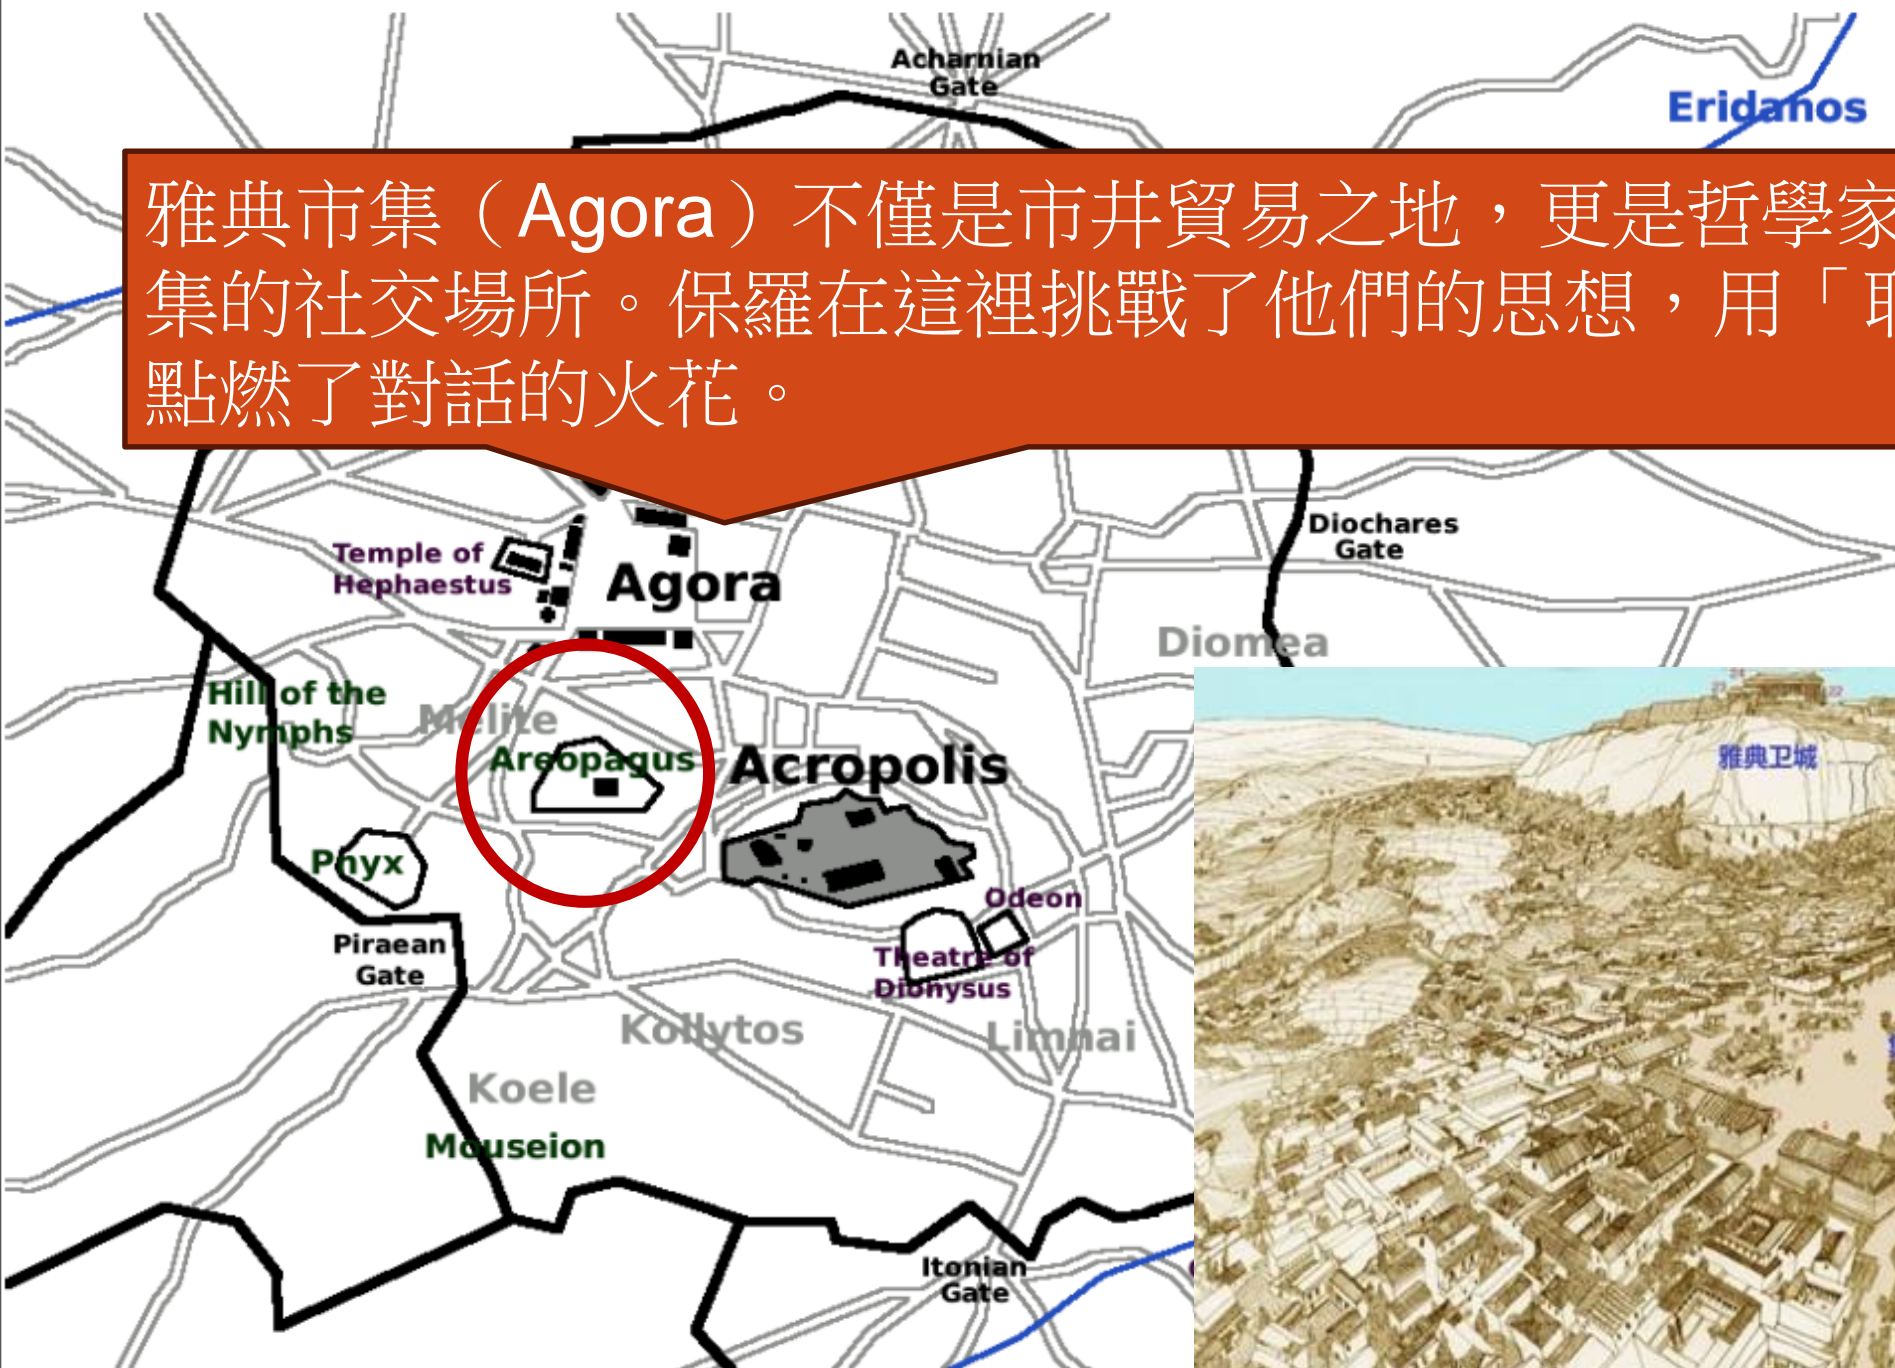 Acharnian
Gate
Eridanos
雅典市集（Agora）不僅是市井貿易之地，更是哲學家
集的社交場所。保羅在這裡挑戰了他們的思想，用「
點燃了對話的火花。
Diochares
Gate
Temple of
Hephaestus
Agora
Diomea
Hill of the
Nymphs
Melite
Areopagus
Acropolis
雅典卫城
Pnyx
Odeon
Piraean
Gate
Theatre of
Dionysus
Kollytos
Limnai
Koele
Mouseion
Itonian
Gate